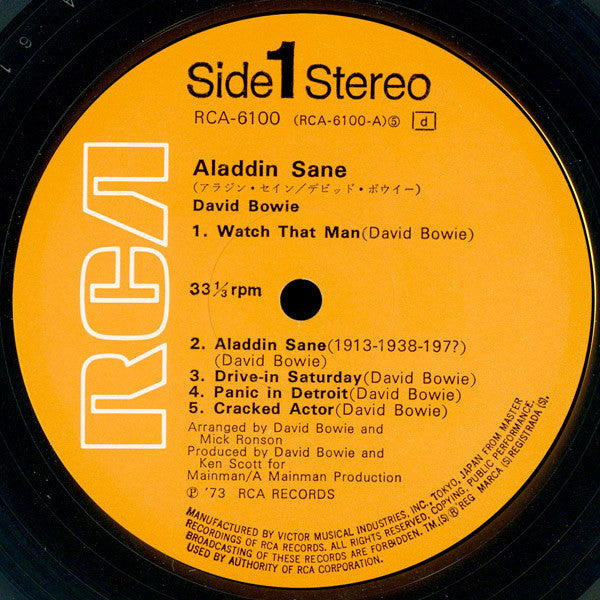 Side 1 Stereo
RCA-6100 (RCA-6100-A)⑤ d
RCA
Aladdin Sane
(アラジン・セイン/デビッド・ボウイー)
David Bowie
1. Watch That Man(David Bowie)
33⅓rpm
2. Aladdin Sane(1913-1938-197?)
(David Bowie)
3. Drive-in Saturday(David Bowie)
4. Panic in Detroit(David Bowie)
5. Cracked Actor(David Bowie)
Arranged by David Bowie and
Mick Ronson
Produced by David Bowie and
Ken Scott for
Mainman/A Mainman Production
Ⓟ '73 RCA RECORDS
MANUFACTURED BY VICTOR MUSICAL INDUSTRIES, INC., TOKYO, JAPAN FROM MASTER
RECORDINGS OF RCA RECORDS. ALL RIGHTS RESERVED, COPYING, PUBLIC PERFORMANCE,
BROADCASTING OF THESE RECORDS ARE FORBIDDEN. TM.(S) ® REG MARCA (S) REGISTRADA (S).
USED BY AUTHORITY OF RCA CORPORATION.